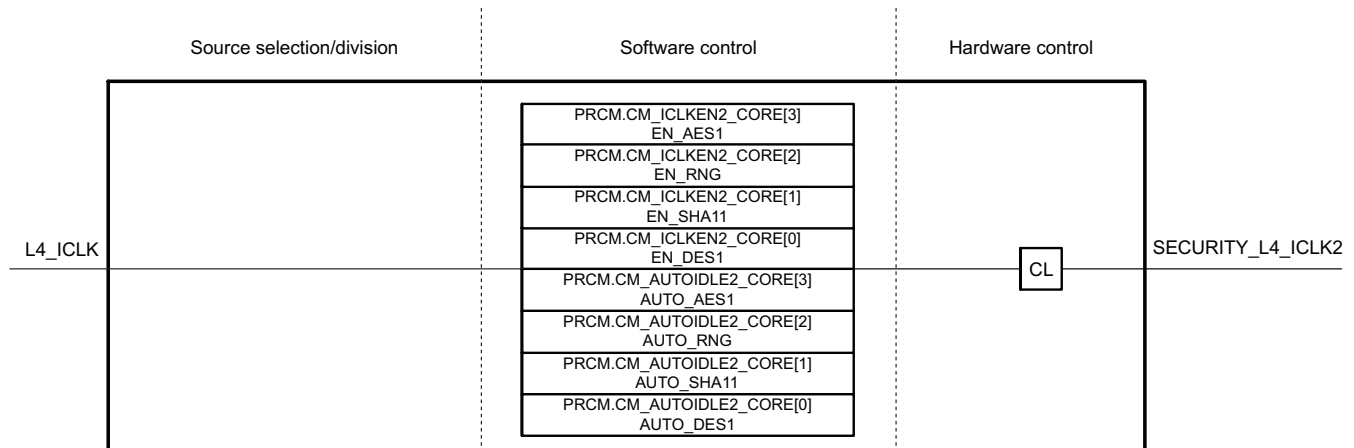 Source selection/division
Software control
Hardware control
PRCM.CM_ICLKEN2_CORE[3]
EN_AES1
PRCM.CM_ICLKEN2_CORE[2]
EN_RNG
PRCM.CM_ICLKEN2_CORE[1]
EN_SHA11
PRCM.CM_ICLKEN2_CORE[0]
EN_DES1
L4_ICLK
CL
SECURITY_L4_ICLK2
PRCM.CM_AUTOIDLE2_CORE[3]
AUTO_AES1
PRCM.CM_AUTOIDLE2_CORE[2]
AUTO_RNG
PRCM.CM_AUTOIDLE2_CORE[1]
AUTO_SHA11
PRCM.CM_AUTOIDLE2_CORE[0]
AUTO_DES1